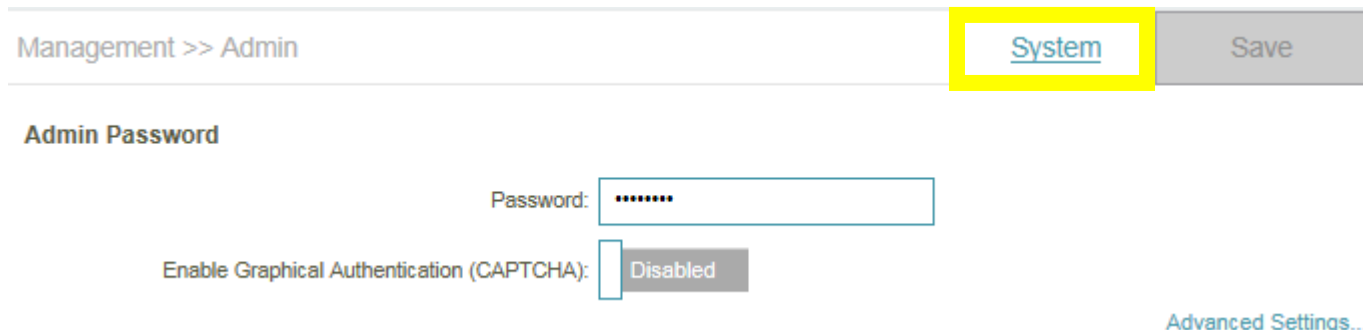 Management >> Admin
System
Save
Admin Password
Password: ••••••••
Enable Graphical Authentication (CAPTCHA): Disabled
Advanced Settings..